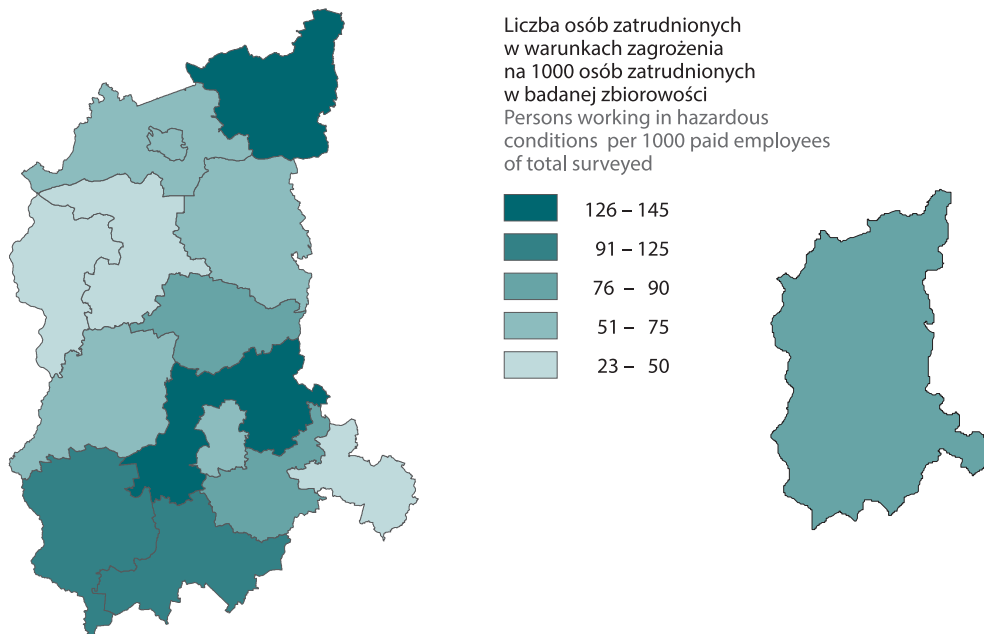 Liczba osób zatrudnionych
w warunkach zagrożenia
na 1000 osób zatrudnionych
w badanej zbiorowości
Persons working in hazardous
conditions per 1000 paid employees
of total surveyed
126 – 145
91 – 125
76 – 90
51 – 75
23 – 50